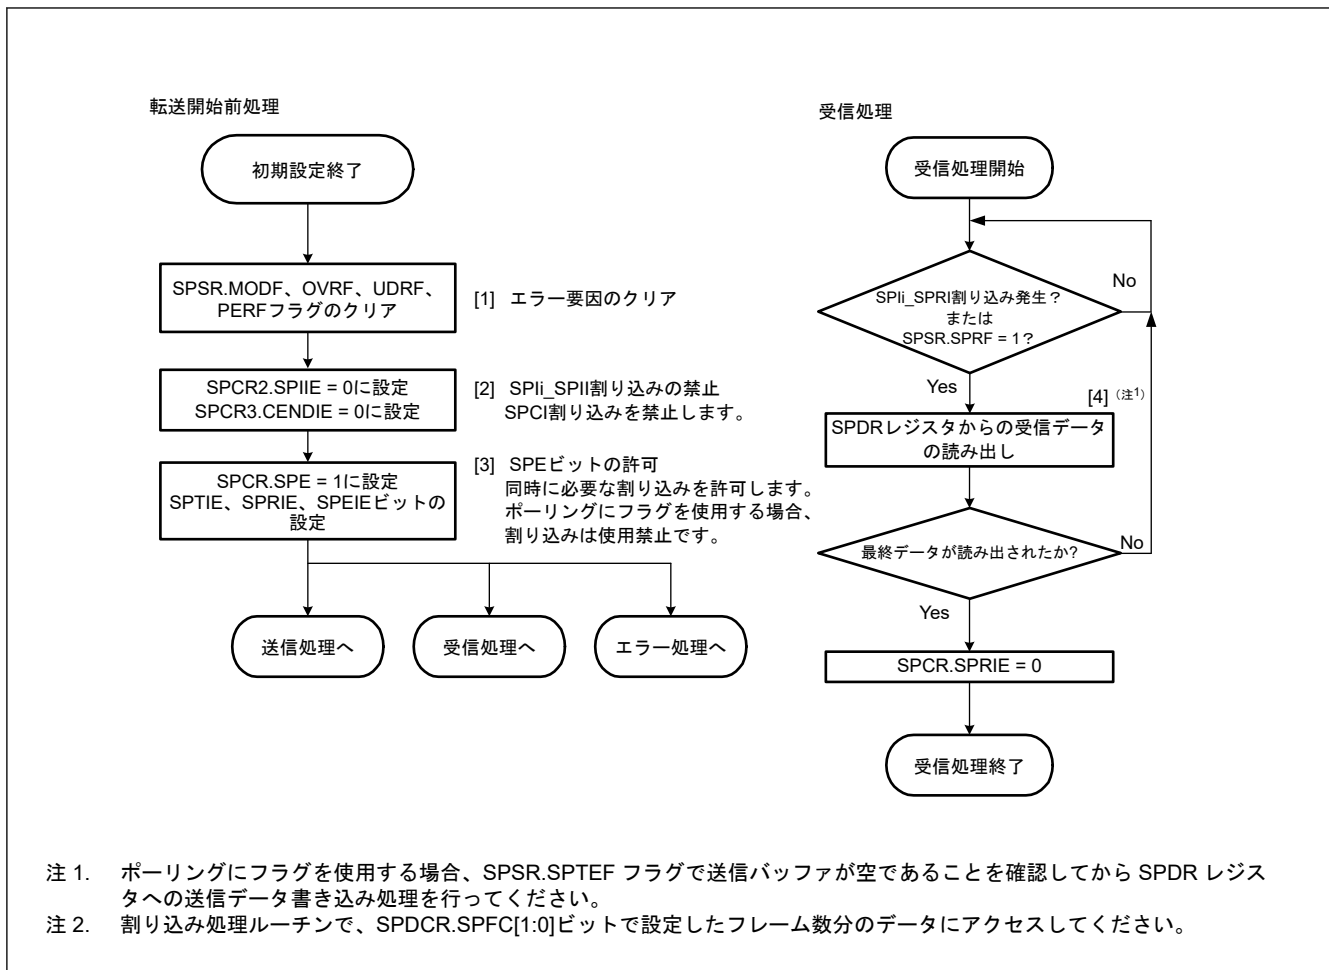 転送開始前処理
初期設定終了
SPSR.MODF、OVRF、UDRF、
PERFフラグのクリア
[1] エラー要因のクリア
SPCR2.SPIIE = 0に設定
SPCR3.CENDIE = 0に設定
[2] SPIi_SPII割り込みの禁止
SPCI割り込みを禁止します。
SPCR.SPE = 1に設定
SPTIE、SPRIE、SPEIEビットの
設定
[3] SPEビットの許可
同時に必要な割り込みを許可します。
ポーリングにフラグを使用する場合、
割り込みは使用禁止です。
送信処理へ
受信処理へ
エラー処理へ
受信処理
受信処理開始
SPIi_SPRI割り込み発生？
または
SPSR.SPRF = 1？
No
Yes
[4]（注1）
SPDRレジスタからの受信データ
の読み出し
最終データが読み出されたか?
No
Yes
SPCR.SPRIE = 0
受信処理終了
注 1. ポーリングにフラグを使用する場合、SPSR.SPTEF フラグで送信バッファが空であることを確認してから SPDR レジス
タへの送信データ書き込み処理を行ってください。
注 2. 割り込み処理ルーチンで、SPDCR.SPFC[1:0]ビットで設定したフレーム数分のデータにアクセスしてください。